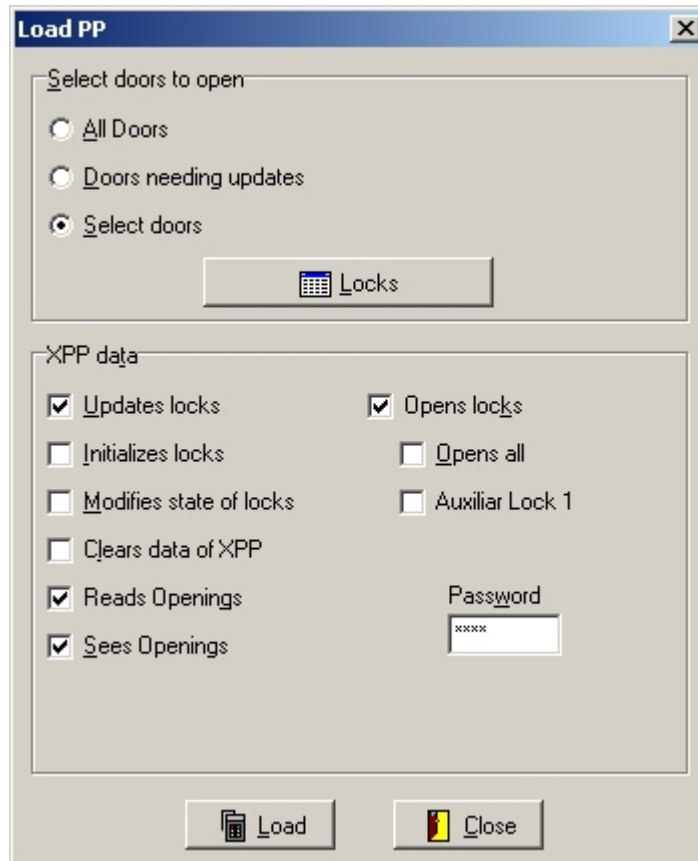 Load PP
Select doors to open
All Doors
Doors needing updates
Select doors
Locks
XPP data
Updates locks
Opens locks
Initializes locks
Opens all
Modifies state of locks
Auxiliar Lock 1
Clears data of XPP
Reads Openings
Password
Sees Openings
****
Load
Close